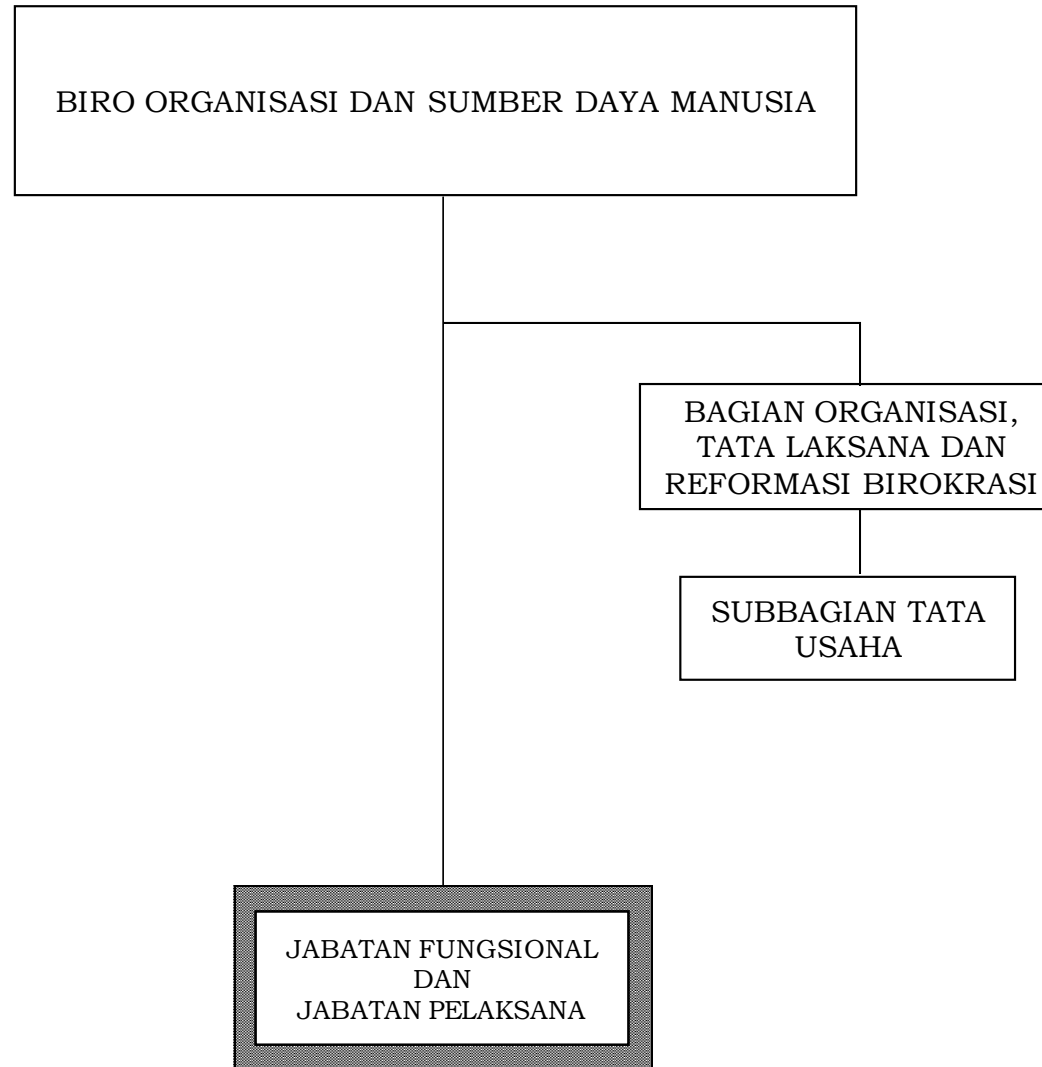 BIRO ORGANISASI DAN SUMBER DAYA MANUSIA
BAGIAN ORGANISASI,
TATA LAKSANA DAN
REFORMASI BIROKRASI
SUBBAGIAN TATA
USAHA
JABATAN FUNGSIONAL
DAN
JABATAN PELAKSANA